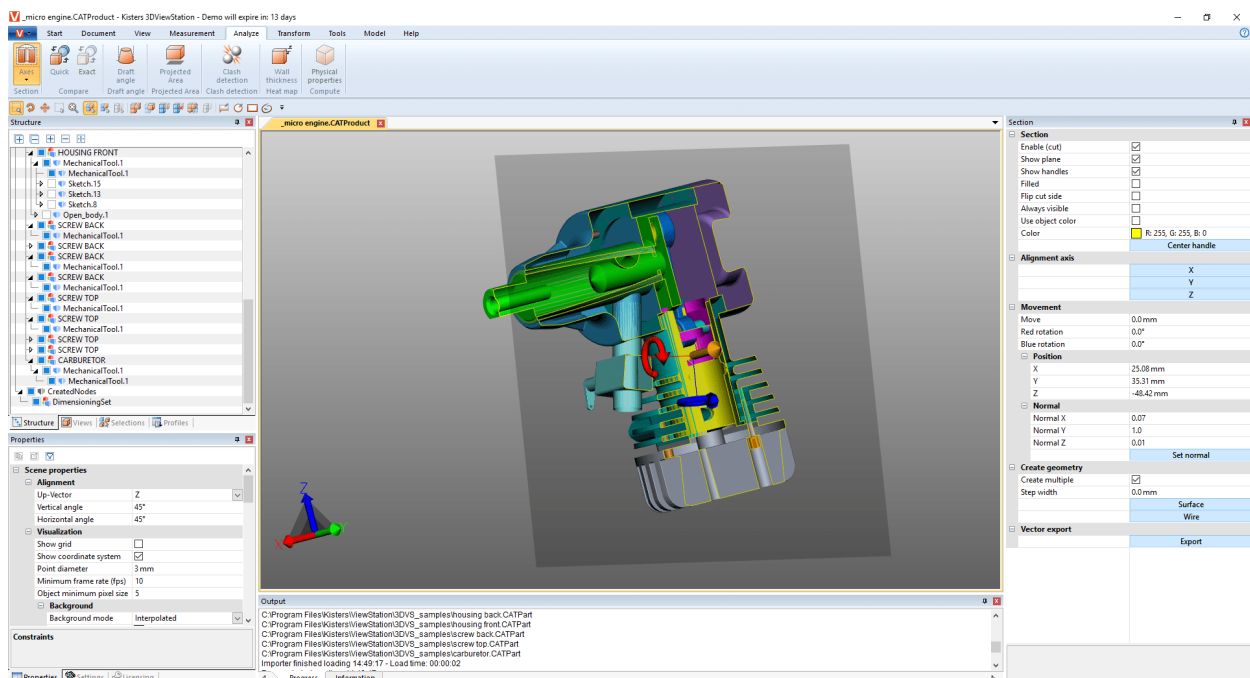 _micro engine.CATProduct - Kisters 3DViewStation - Demo will expire in: 13 days
Start Document View Measurement Analyze Transform Tools Model Help
Axes Quick Exact Draft angle Projected Area Clash detection Wall thickness Physical properties
Section Compare Draft angle Projected Area Clash detection Heat map Compute
Structure
HOUSING FRONT
MechanicalTool.1
MechanicalTool.1
Sketch.15
Sketch.13
Sketch.8
Open_body.1
SCREW BACK
MechanicalTool.1
SCREW BACK
SCREW BACK
MechanicalTool.1
SCREW BACK
MechanicalTool.1
SCREW TOP
MechanicalTool.1
SCREW TOP
MechanicalTool.1
SCREW TOP
SCREW TOP
CARBURETOR
MechanicalTool.1
MechanicalTool.1
CreatedNodes
DimensioningSet
Structure Views Selections Profiles
Properties
Scene properties
Alignment
Up-Vector Z
Vertical angle 45°
Horizontal angle 45°
Visualization
Show grid
Show coordinate system
Point diameter 3 mm
Minimum frame rate (fps) 10
Object minimum pixel size 5
Background
Background mode Interpolated
Constraints
Properties Settings Licensing
_micro engine.CATProduct
Z
X
Output
C:\Program Files\Kisters\ViewStation\3DVS_samples\housing back.CATPart
C:\Program Files\Kisters\ViewStation\3DVS_samples\housing front.CATPart
C:\Program Files\Kisters\ViewStation\3DVS_samples\screw back.CATPart
C:\Program Files\Kisters\ViewStation\3DVS_samples\screw top.CATPart
C:\Program Files\Kisters\ViewStation\3DVS_samples\carburetor.CATPart
Importer finished loading 14:49:17 - Load time: 00:00:02
Progress Information
Section
Section
Enable (cut)
Show plane
Show handles
Filled
Flip cut side
Always visible
Use object color
Color R: 255, G: 255, B: 0
Center handle
Alignment axis
X
Y
Z
Movement
Move 0.0 mm
Red rotation 0.0°
Blue rotation 0.0°
Position
X 25.08 mm
Y 35.31 mm
Z -48.42 mm
Normal
Normal X 0.07
Normal Y 1.0
Normal Z 0.01
Set normal
Create geometry
Create multiple
Step width 0.0 mm
Surface
Wire
Vector export
Export